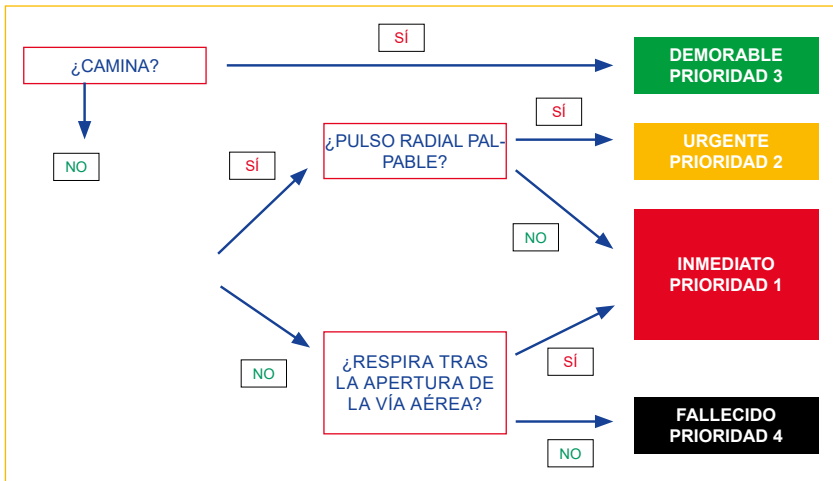 SÍ
¿CAMINA?
DEMORABLE
PRIORIDAD 3
NO
SÍ
¿PULSO RADIAL PAL-
PABLE?
SÍ
URGENTE
PRIORIDAD 2
NO
INMEDIATO
PRIORIDAD 1
NO
¿RESPIRA TRAS
LA APERTURA DE
LA VÍA AÉREA?
SÍ
NO
FALLECIDO
PRIORIDAD 4